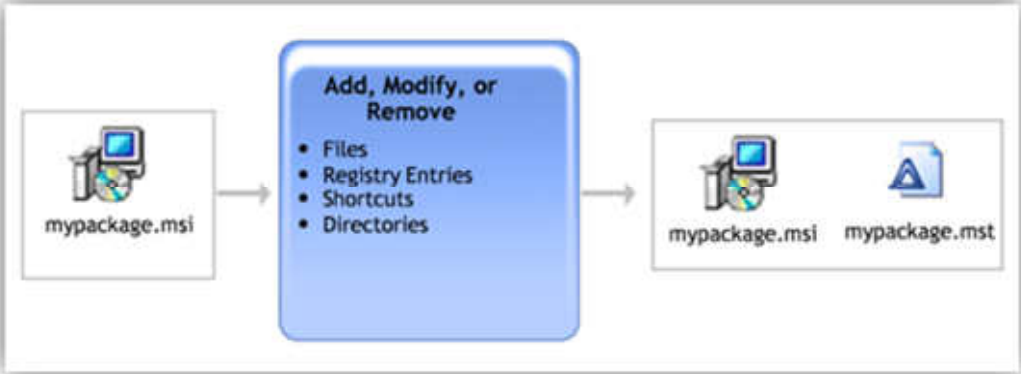 mypackage.msi
Add, Modify, or
Remove
• Files
• Registry Entries
• Shortcuts
• Directories
mypackage.msi
mypackage.mst